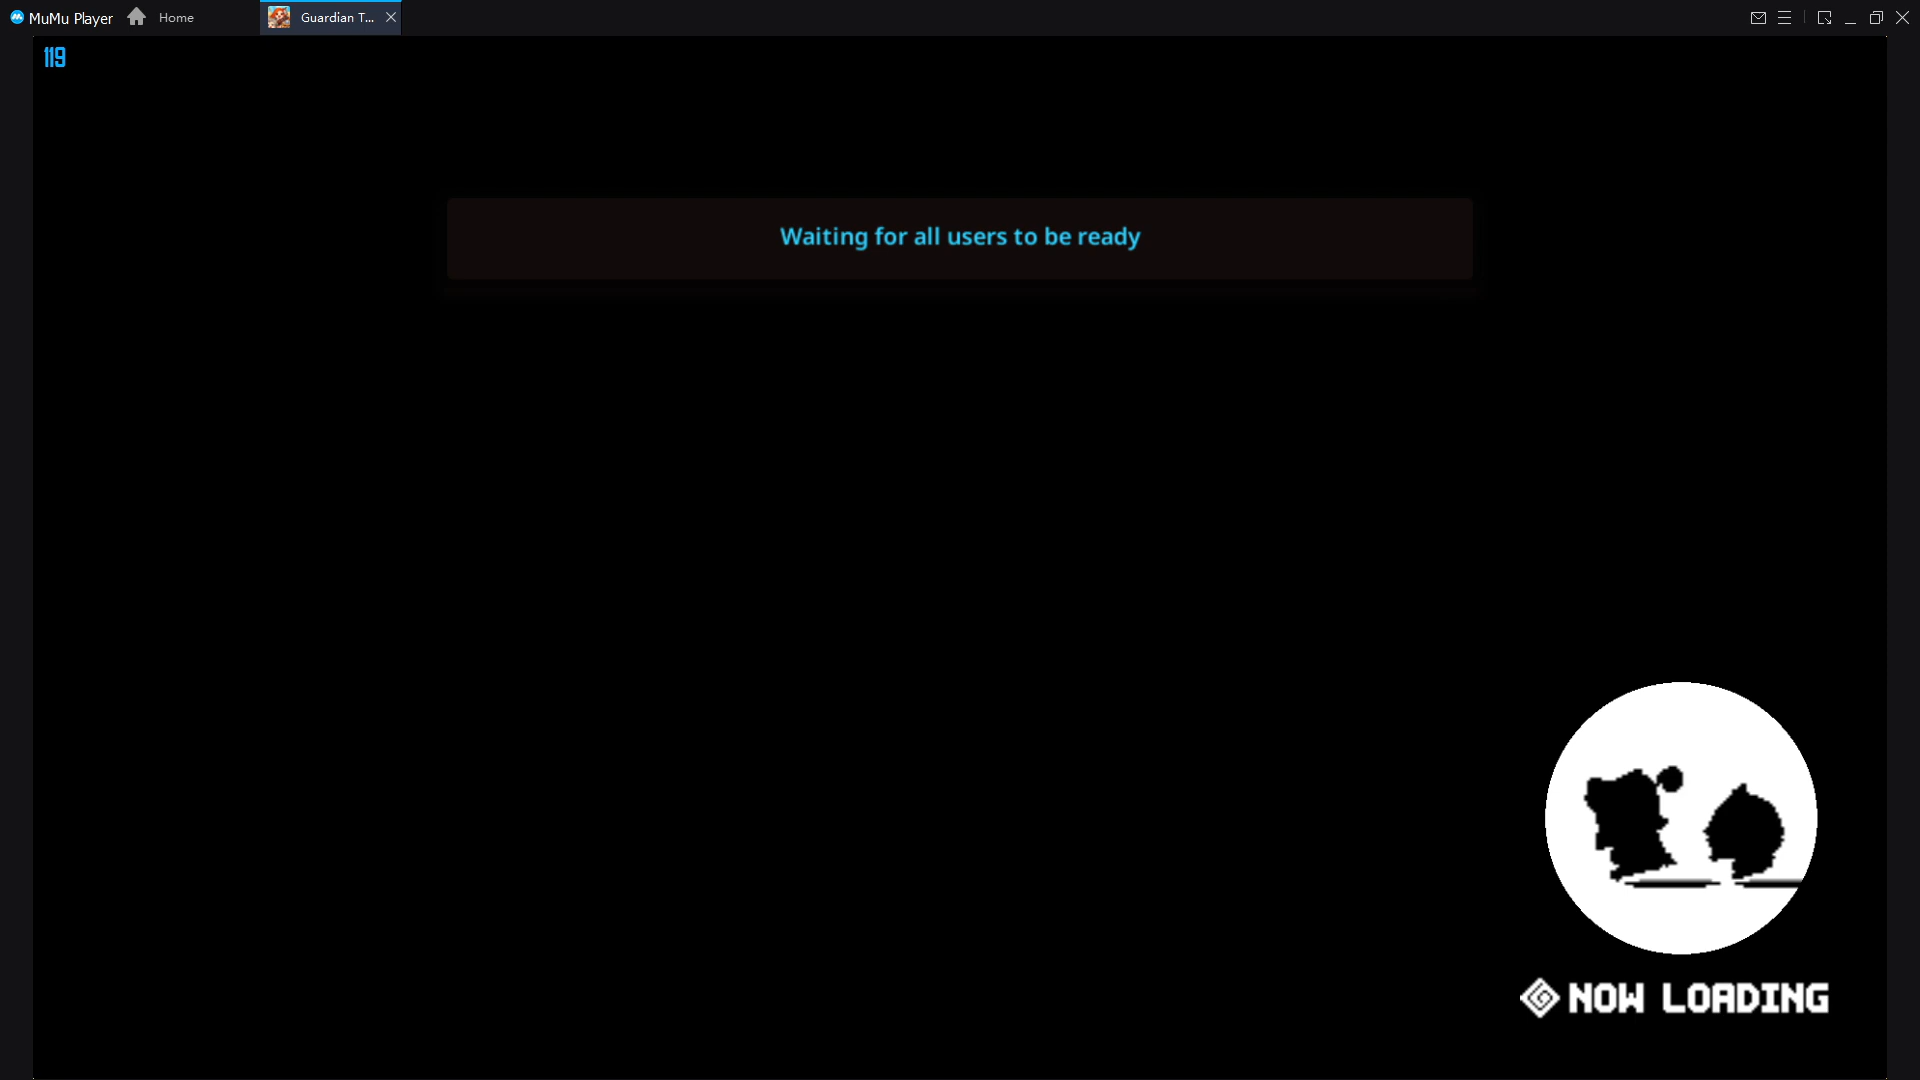 MuMu Player
Home
Guardian T...
119
Waiting for all users to be ready
NOW LOADING